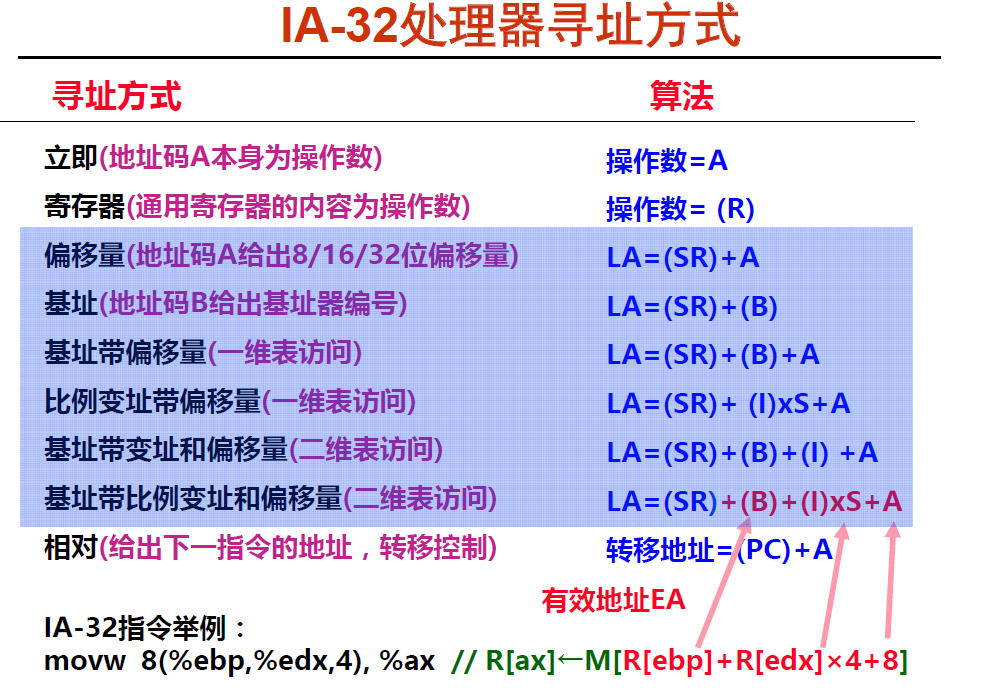 IA-32处理器寻址方式
寻址方式 算法
立即(地址码A本身为操作数) 操作数=A
寄存器(通用寄存器的内容为操作数) 操作数= (R)
偏移量(地址码A给出8/16/32位偏移量) LA=(SR)+A
基址(地址码B给出基址器编号) LA=(SR)+(B)
基址带偏移量(一维表访问) LA=(SR)+(B)+A
比例变址带偏移量(一维表访问) LA=(SR)+ (I)xS+A
基址带变址和偏移量(二维表访问) LA=(SR)+(B)+(I) +A
基址带比例变址和偏移量(二维表访问) LA=(SR)+(B)+(I)xS+A
相对(给出下一指令的地址，转移控制) 转移地址=(PC)+A
有效地址EA
IA-32指令举例：
movw 8(%ebp,%edx,4), %ax // R[ax]←M[R[ebp]+R[edx]×4+8]